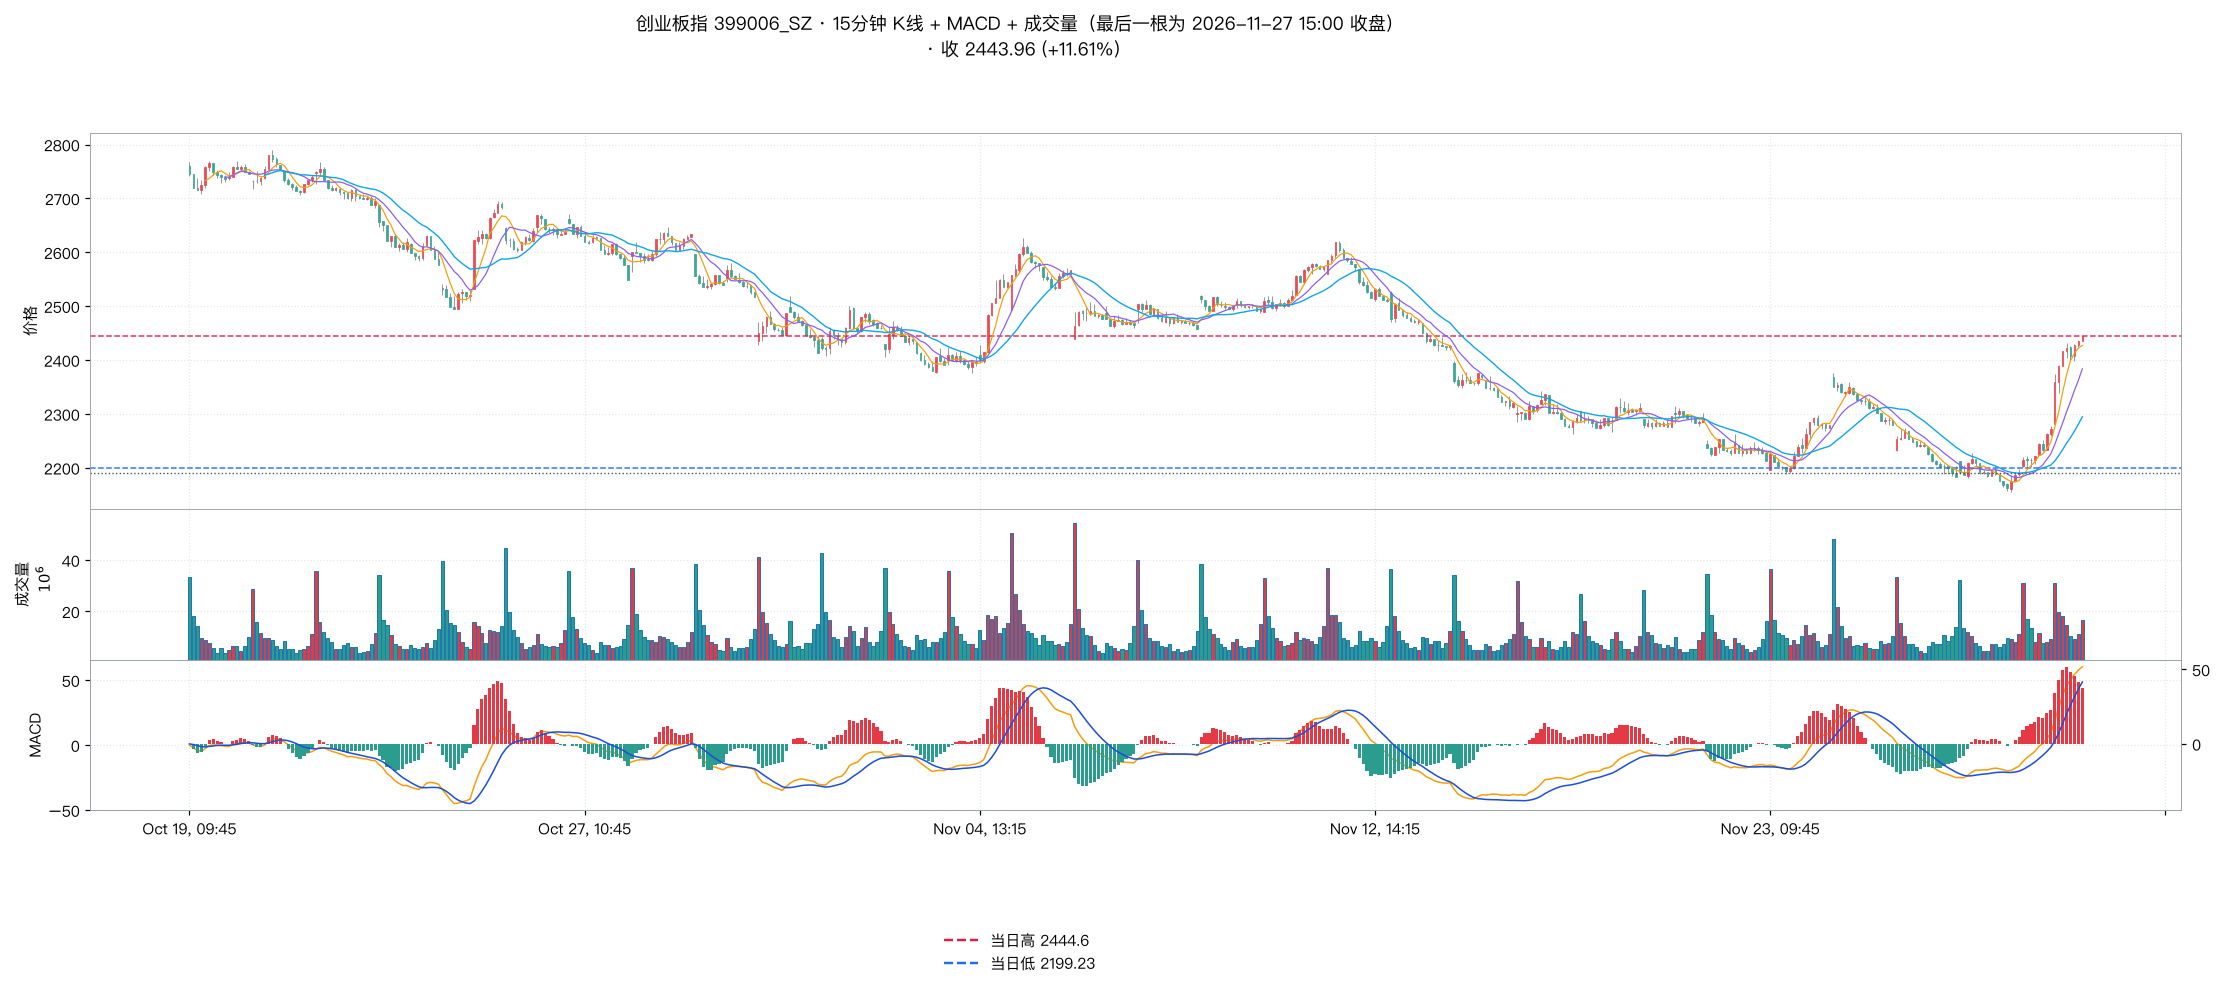 创业板指 399006_SZ · 15分钟 K线 + MACD + 成交量（最后一根为 2026−11−27 15:00 收盘）
· 收 2443.96 (+11.61%)
2800
2700
2600
2500
2400
2300
2200
价格
40
20
成交量
10⁶
50
0
−50
MACD
50
0
Oct 19, 09:45
Oct 27, 10:45
Nov 04, 13:15
Nov 12, 14:15
Nov 23, 09:45
当日高 2444.6
当日低 2199.23